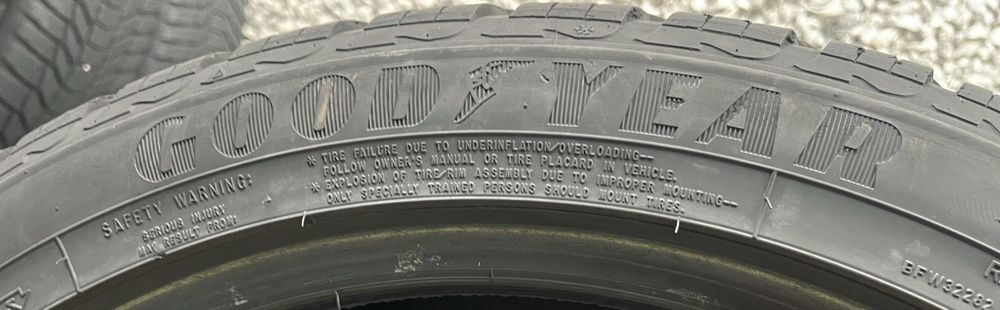 GOODYEAR
SAFETY WARNING:
SERIOUS INJURY
MAY RESULT FROM:
* TIRE FAILURE DUE TO UNDERINFLATION/OVERLOADING--
FOLLOW OWNER'S MANUAL OR TIRE PLACARD IN VEHICLE.
* EXPLOSION OF TIRE/RIM ASSEMBLY DUE TO IMPROPER MOUNTING--
ONLY SPECIALLY TRAINED PERSONS SHOULD MOUNT TIRES.
BFW32282